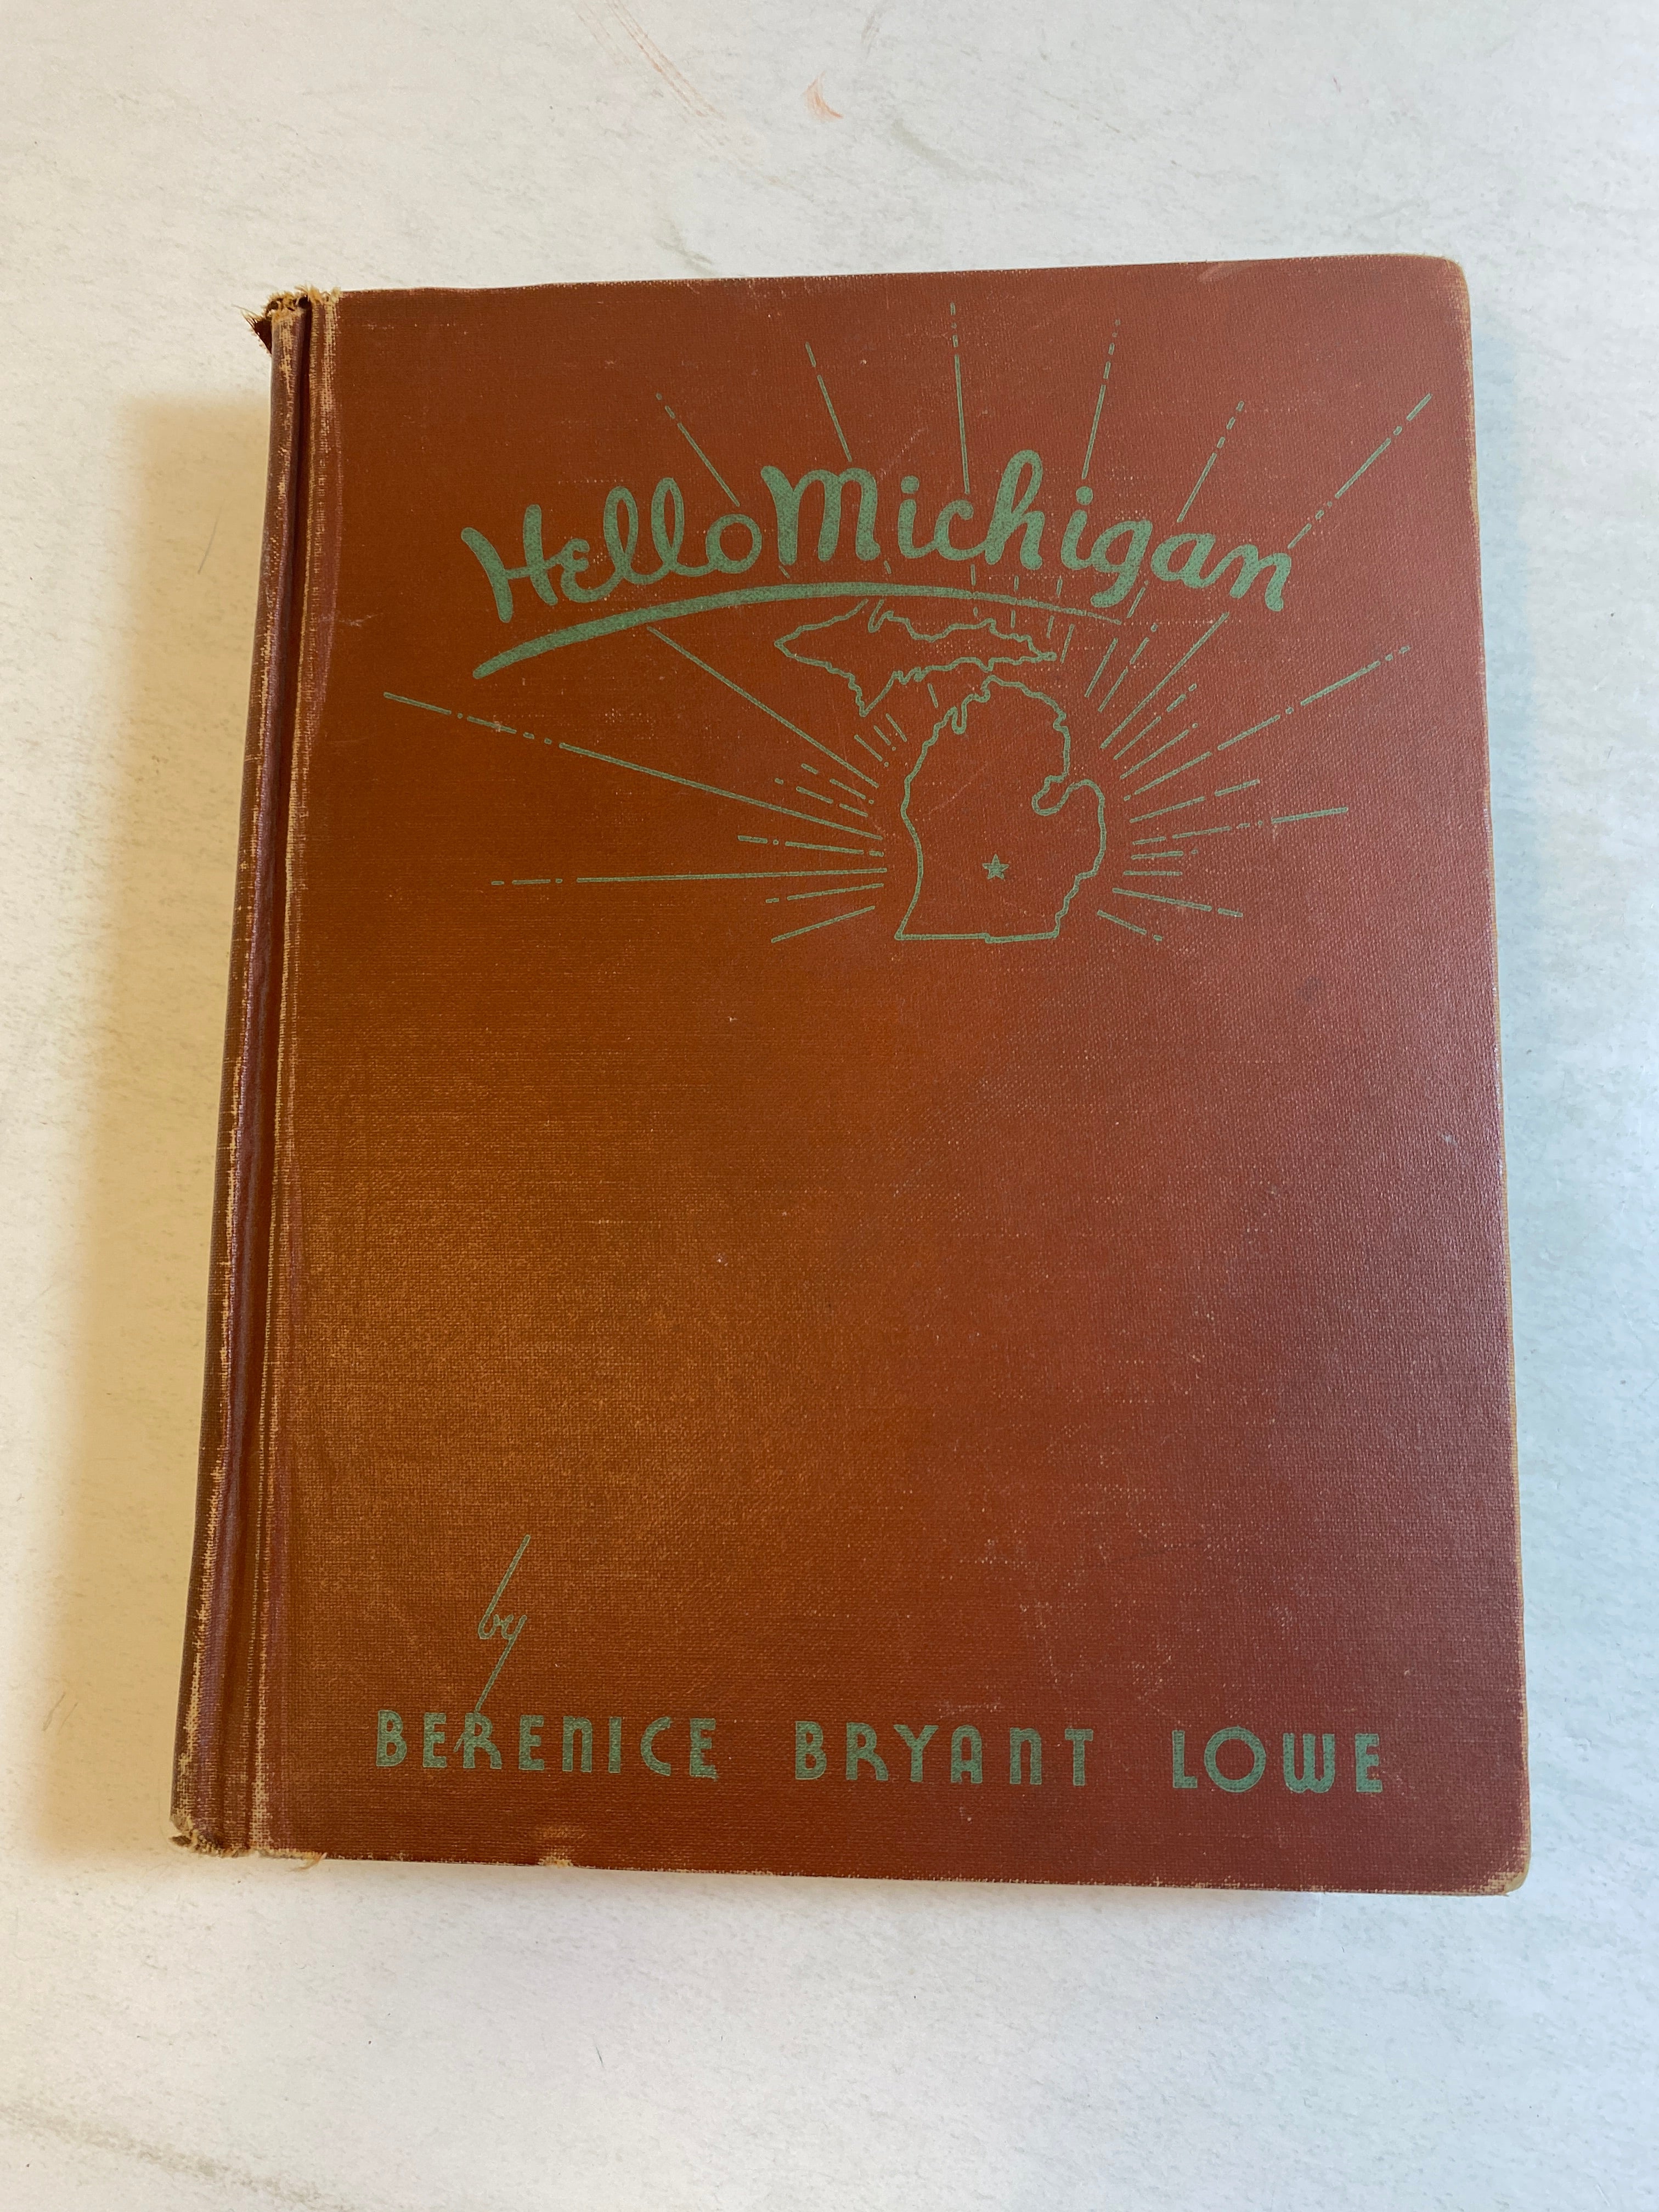 Hello Michigan
by
BERENICE BRYANT LOWE